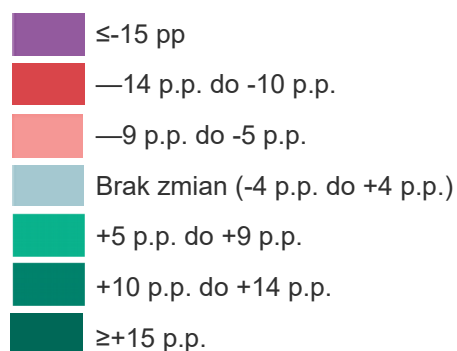 ≤-15 pp
—14 p.p. do -10 p.p.
—9 p.p. do -5 p.p.
Brak zmian (-4 p.p. do +4 p.p.)
+5 p.p. do +9 p.p.
+10 p.p. do +14 p.p.
≥+15 p.p.